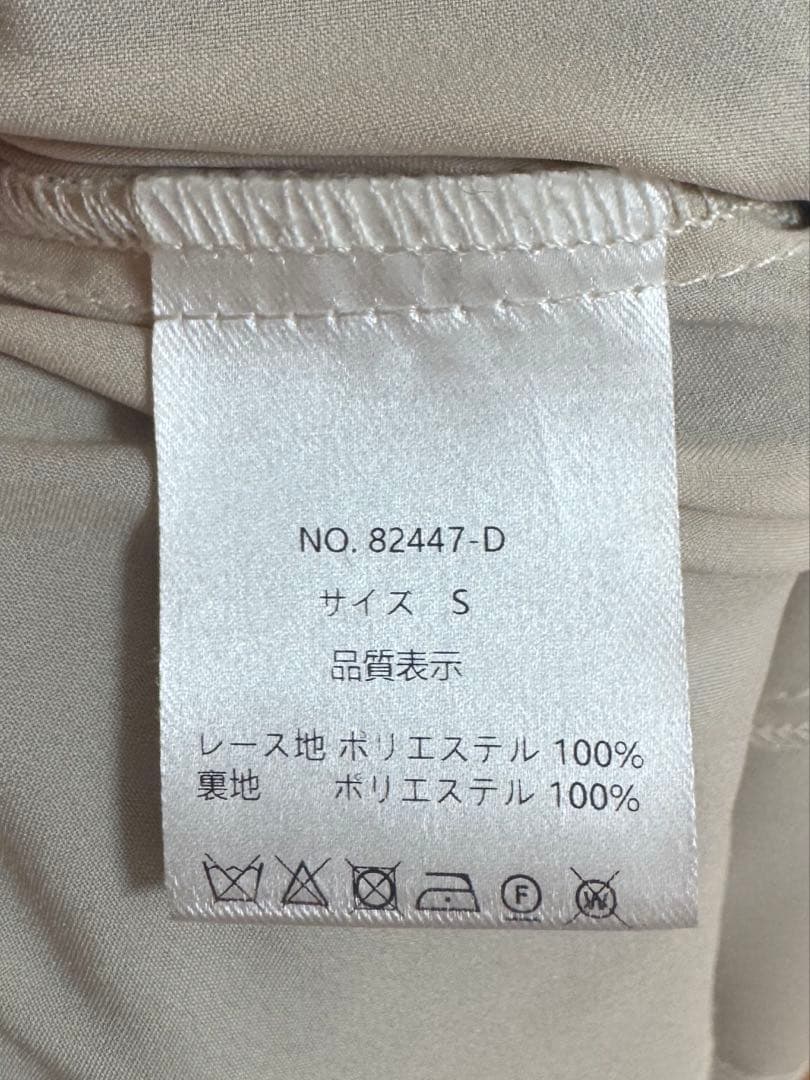 NO. 82447-D
サイズ S
品質表示
レース地 ポリエステル 100%
裏地 ポリエステル 100%
F
W